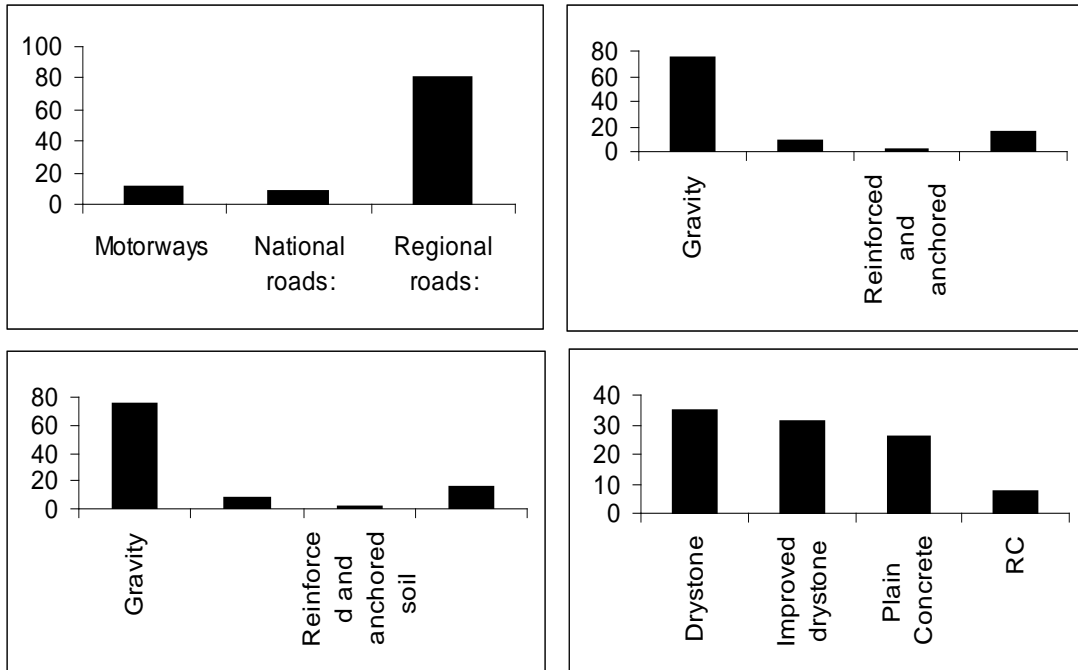 100
80
60
40
20
0
Motorways
National
roads:
Regional
roads:
80
60
40
20
0
Gravity
Reinforced
and
anchored
80
60
40
20
0
Gravity
Reinforce
d and
anchored
soil
40
30
20
10
0
Drystone
Improved
drystone
Plain
Concrete
RC